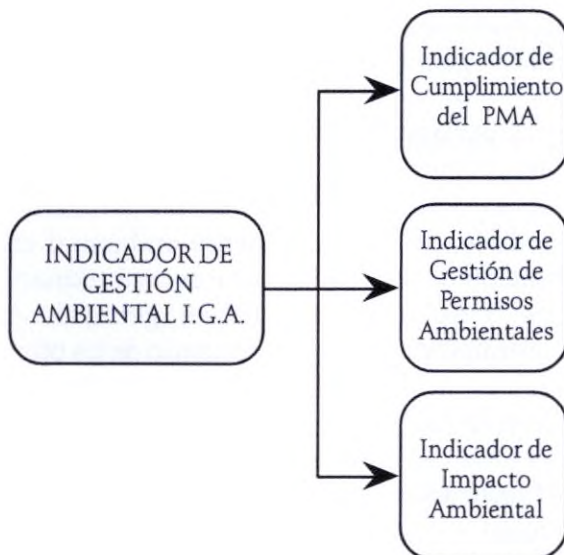 Indicador de
Cumplimiento
del PMA
INDICADOR DE
GESTIÓN
AMBIENTAL I.G.A.
Indicador de
Gestión de
Permisos
Ambientales
Indicador de
Impacto
Ambiental